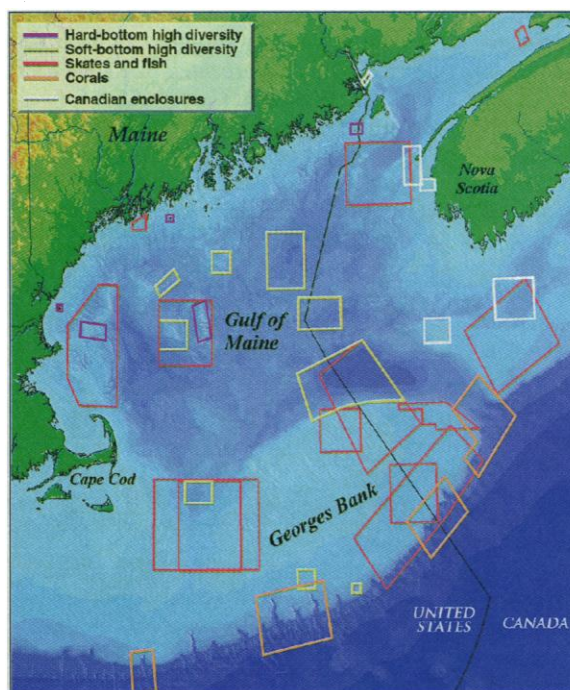 Hard-bottom high diversity
Soft-bottom high diversity
Skates and fish
Corals
Canadian enclosures
Maine
Nova
Scotia
Gulf of
Maine
Cape Cod
Georges Bank
UNITED
STATES
CANADA